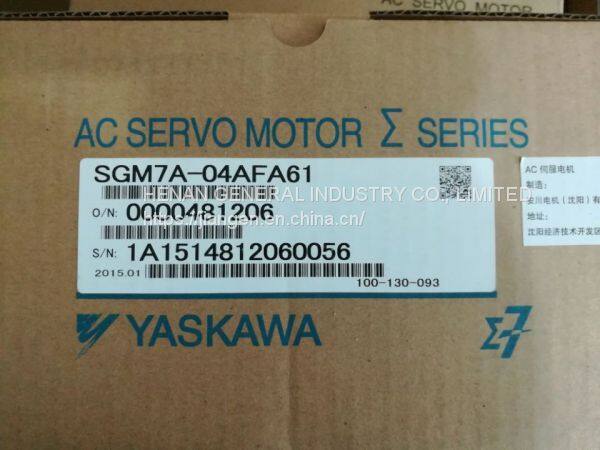 AC SERVO MOTOR
AC SERVO MOTOR Σ SERIES
SGM7A-04AFA61
HENAN GENERAL INDUSTRY CO., LIMITED
O/N: 0000481206
https://jiangen.en.china.cn/
S/N: 1A1514812060056
2015.01
100-130-093
YASKAWA
Σ7
AC 伺服电机
制造:
安川电机（沈阳）有
地址:
沈阳经济技术开发区